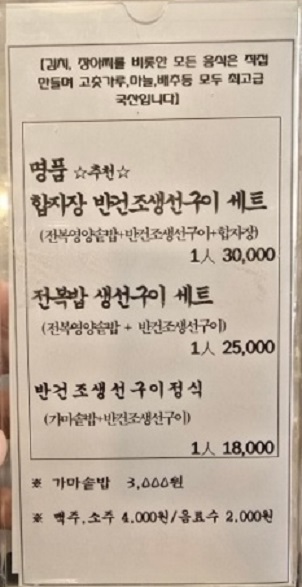 [김치, 장아찌를 비롯한 모든 음식은 직접
만들며 고춧가루,마늘,배추등 모두 최고급
국산입니다]
명품 ☆추천☆
합자장 반건조생선구이 세트
(전복영양솥밥+반건조생선구이+합자장)
1人 30,000
전복밥 생선구이 세트
(전복영양솥밥 + 반건조생선구이)
1人 25,000
반건조생선구이정식
(가마솥밥+반건조생선구이)
1人 18,000
※ 가마솥밥 3,000원
※ 맥주,소주 4,000원/음료수 2,000원